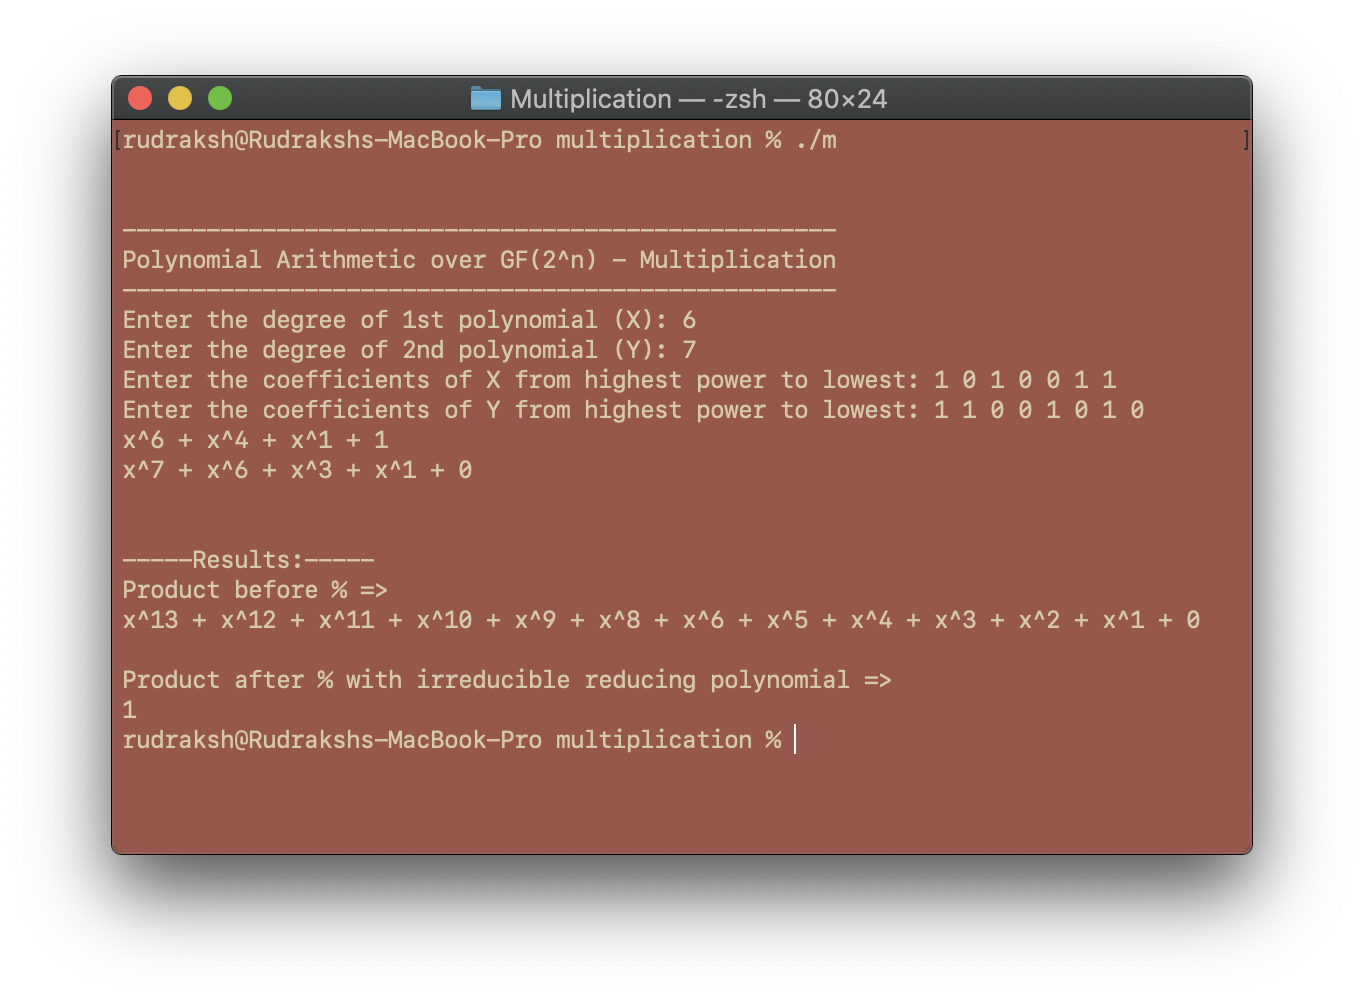 Multiplication — -zsh — 80×24
[rudraksh@Rudrakshs-MacBook-Pro multiplication % ./m ]
---------------------------------------------------
Polynomial Arithmetic over GF(2^n) - Multiplication
---------------------------------------------------
Enter the degree of 1st polynomial (X): 6
Enter the degree of 2nd polynomial (Y): 7
Enter the coefficients of X from highest power to lowest: 1 0 1 0 0 1 1
Enter the coefficients of Y from highest power to lowest: 1 1 0 0 1 0 1 0
x^6 + x^4 + x^1 + 1
x^7 + x^6 + x^3 + x^1 + 0
-----Results:-----
Product before % =>
x^13 + x^12 + x^11 + x^10 + x^9 + x^8 + x^6 + x^5 + x^4 + x^3 + x^2 + x^1 + 0
Product after % with irreducible reducing polynomial =>
1
rudraksh@Rudrakshs-MacBook-Pro multiplication %